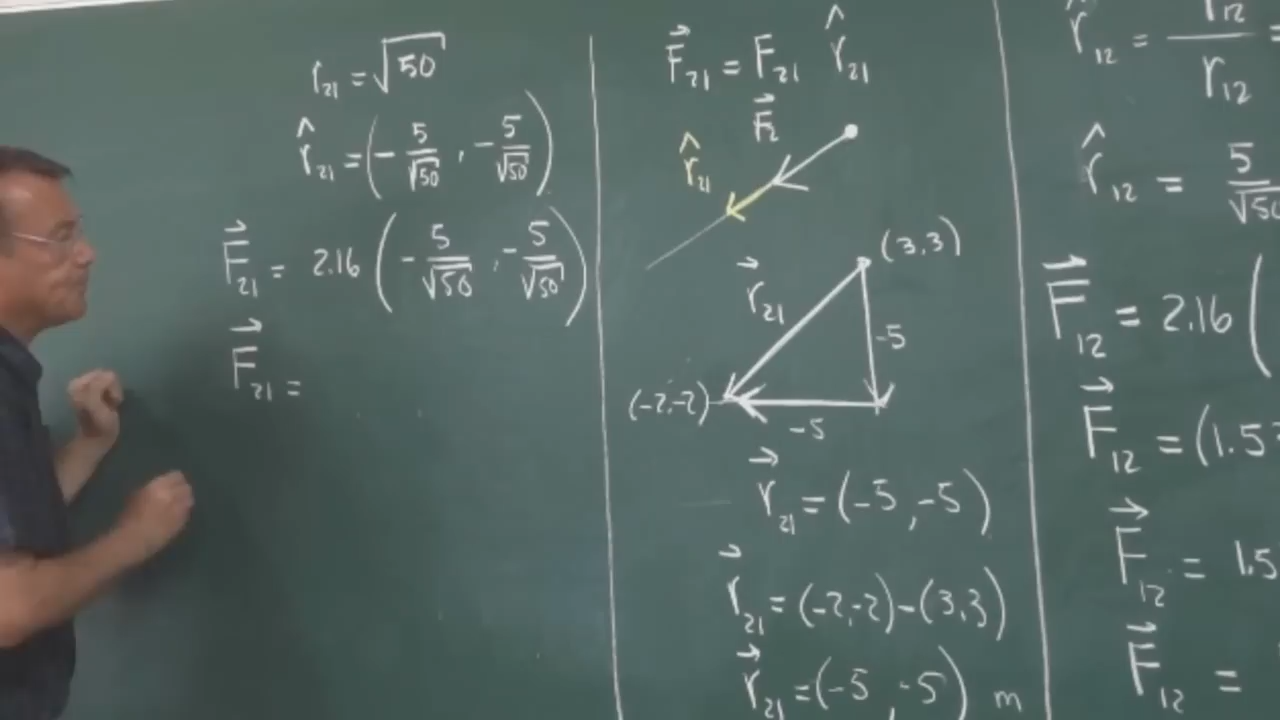 r₂₁ = √50
r̂₂₁ = (- 5/√50 , - 5/√50)
F⃗₂₁ = 2.16 (- 5/√50 , - 5/√50)
F⃗₂₁ =
F⃗₂₁ = F₂₁ r̂₂₁
r̂₂₁
(3,3)
r⃗₂₁
-5
(-2,-2)
-5
r⃗₂₁ = (-5 , -5)
r⃗₂₁ = (-2,-2) - (3,3)
r⃗₂₁ = (-5 , -5) m
r̂₁₂ = r₁₂/r₁₂ =
r̂₁₂ = 5/√50
F⃗₁₂ = 2.16 (
F⃗₁₂ = (1.5
F⃗₁₂ = 1.5
F⃗₁₂ =